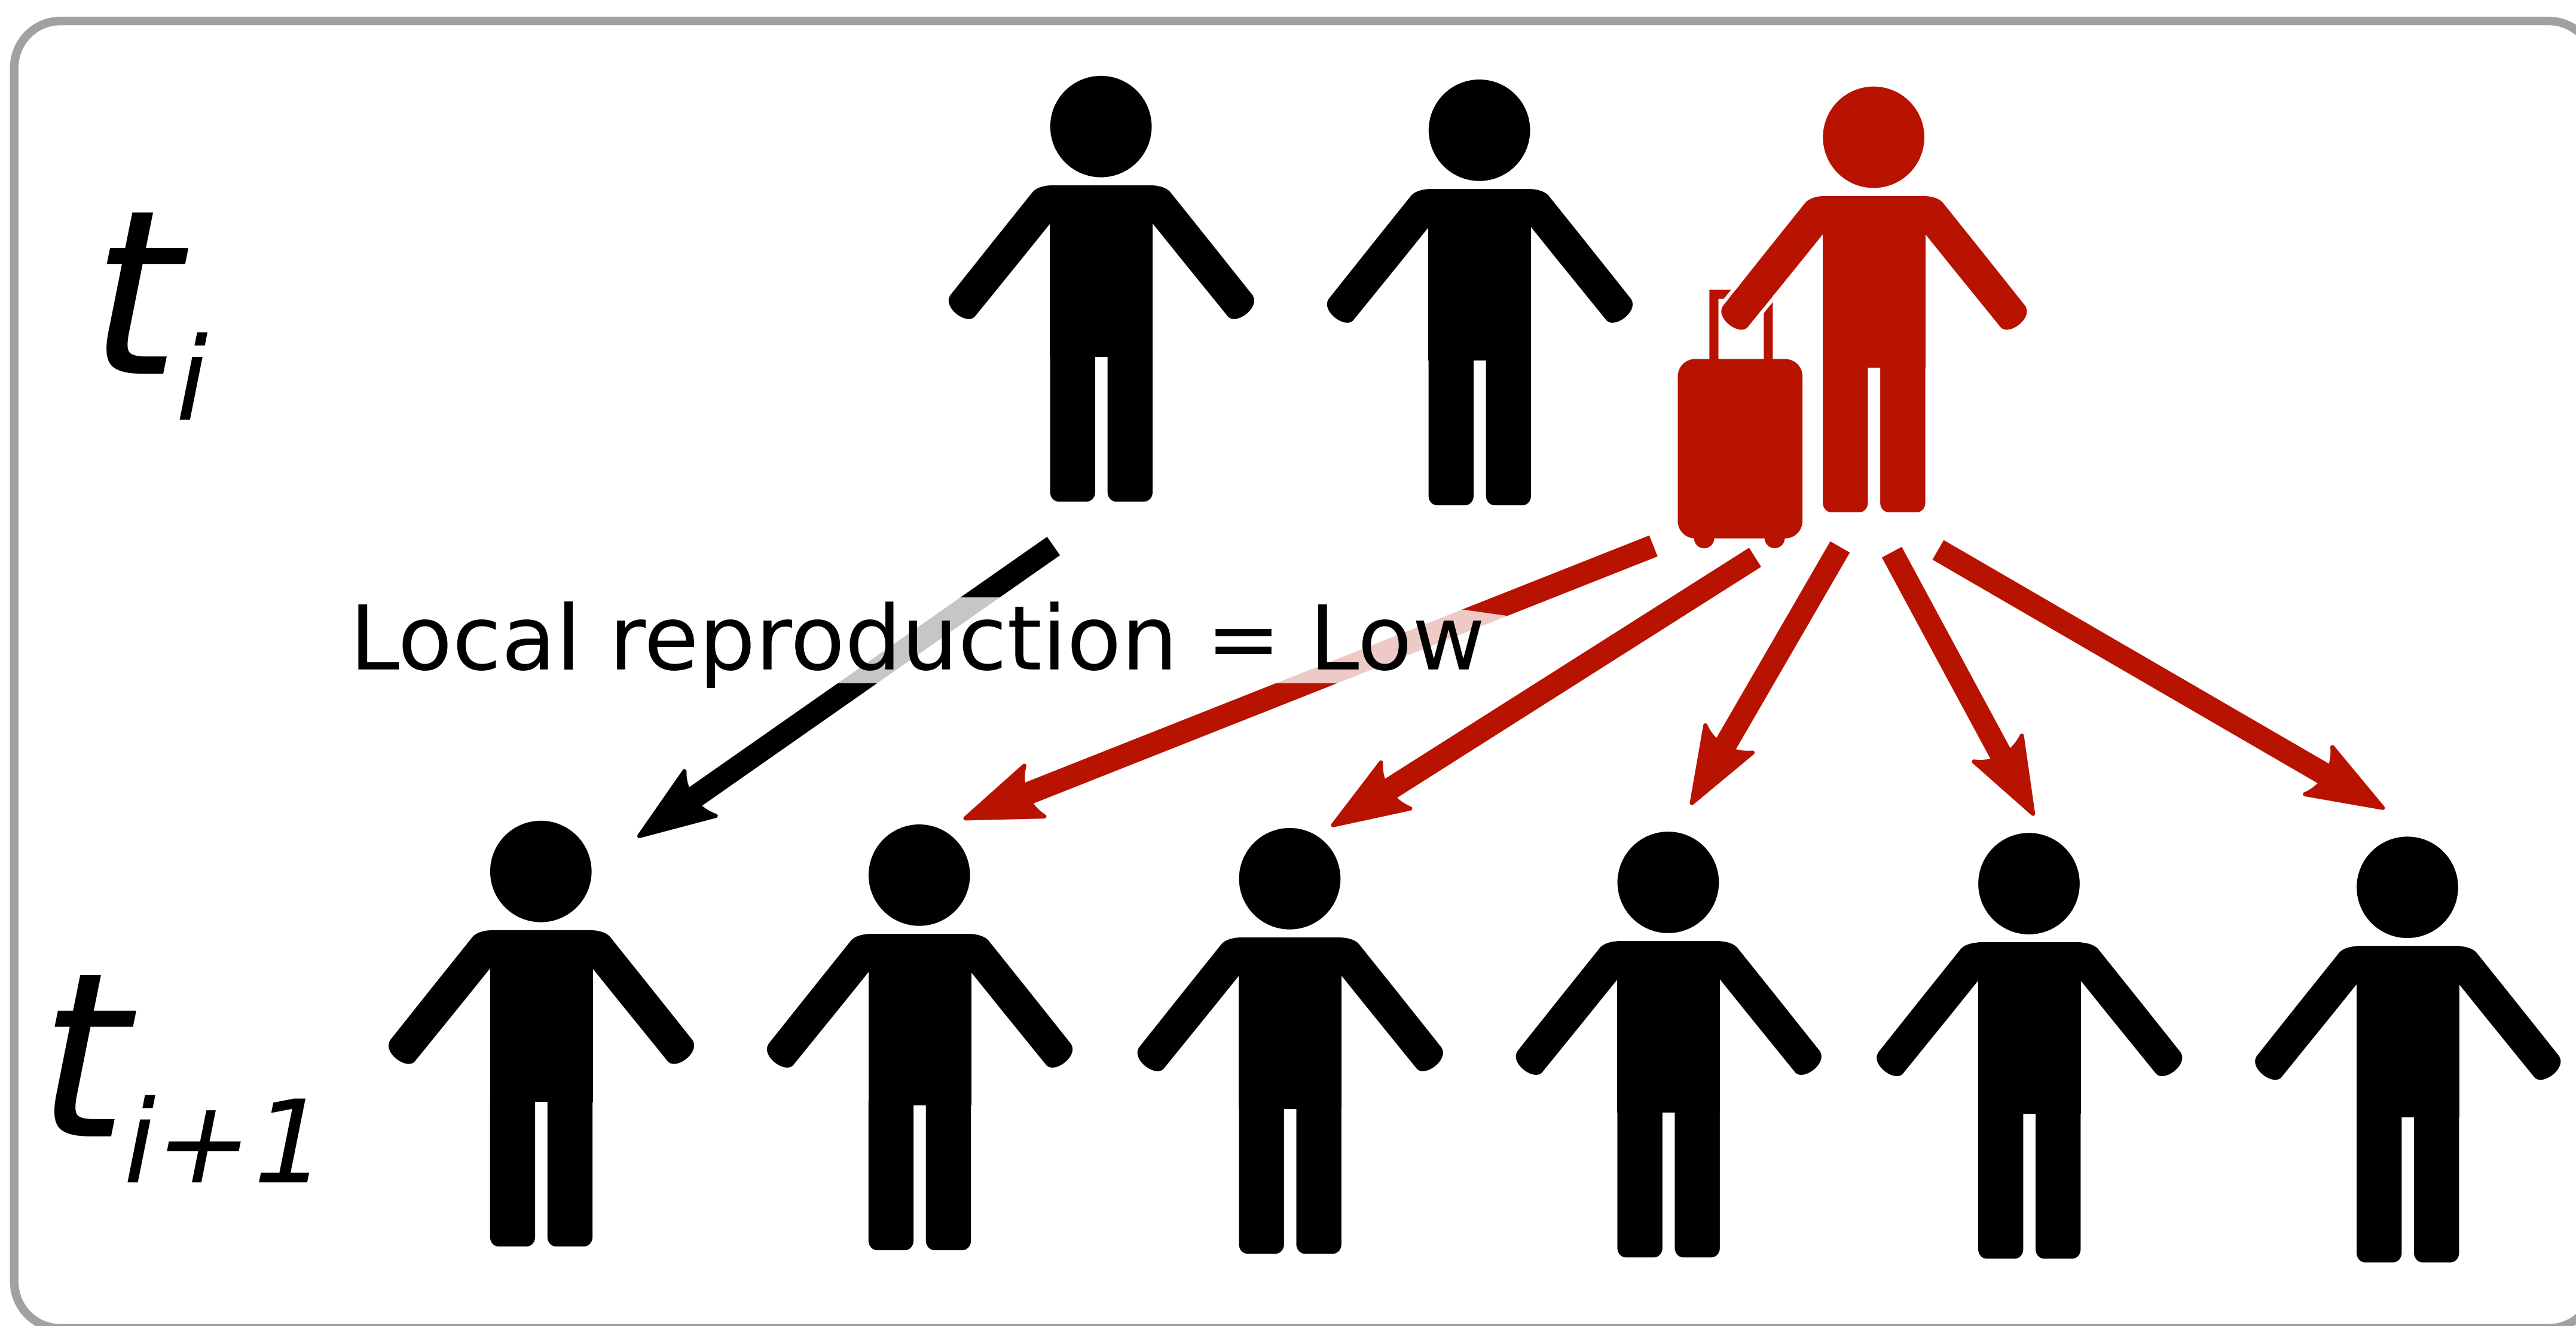 t_i
Local reproduction = Low
t_i+1